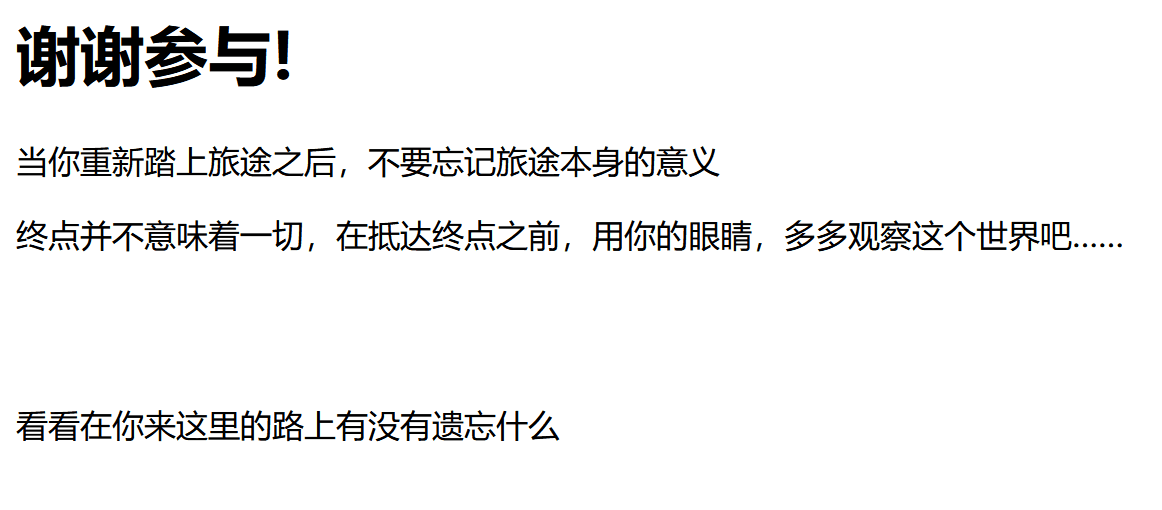 谢谢参与!
当你重新踏上旅途之后，不要忘记旅途本身的意义
终点并不意味着一切，在抵达终点之前，用你的眼睛，多多观察这个世界吧……
看看在你来这里的路上有没有遗忘什么